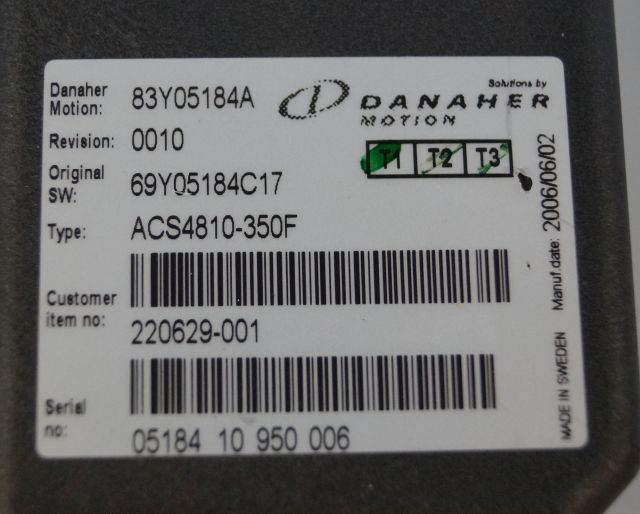 Danaher Motion: 83Y05184A
Solutions by
DANAHER
MOTION
Revision: 0010
T1 T2 T3
Original SW: 69Y05184C17
Type: ACS4810-350F
Customer item no: 220629-001
Serial no: 05184 10 950 006
MADE IN SWEDEN Manuf date: 2006/06/02